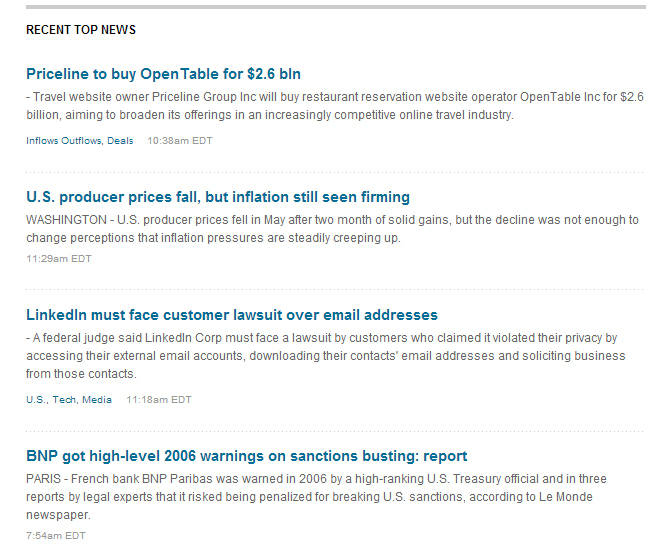 RECENT TOP NEWS
Priceline to buy OpenTable for $2.6 bln
- Travel website owner Priceline Group Inc will buy restaurant reservation website operator OpenTable Inc for $2.6
billion, aiming to broaden its offerings in an increasingly competitive online travel industry.
Inflows Outflows, Deals 10:38am EDT
U.S. producer prices fall, but inflation still seen firming
WASHINGTON - U.S. producer prices fell in May after two month of solid gains, but the decline was not enough to
change perceptions that inflation pressures are steadily creeping up.
11:29am EDT
LinkedIn must face customer lawsuit over email addresses
- A federal judge said LinkedIn Corp must face a lawsuit by customers who claimed it violated their privacy by
accessing their external email accounts, downloading their contacts' email addresses and soliciting business
from those contacts.
U.S., Tech, Media 11:18am EDT
BNP got high-level 2006 warnings on sanctions busting: report
PARIS - French bank BNP Paribas was warned in 2006 by a high-ranking U.S. Treasury official and in three
reports by legal experts that it risked being penalized for breaking U.S. sanctions, according to Le Monde
newspaper.
7:54am EDT